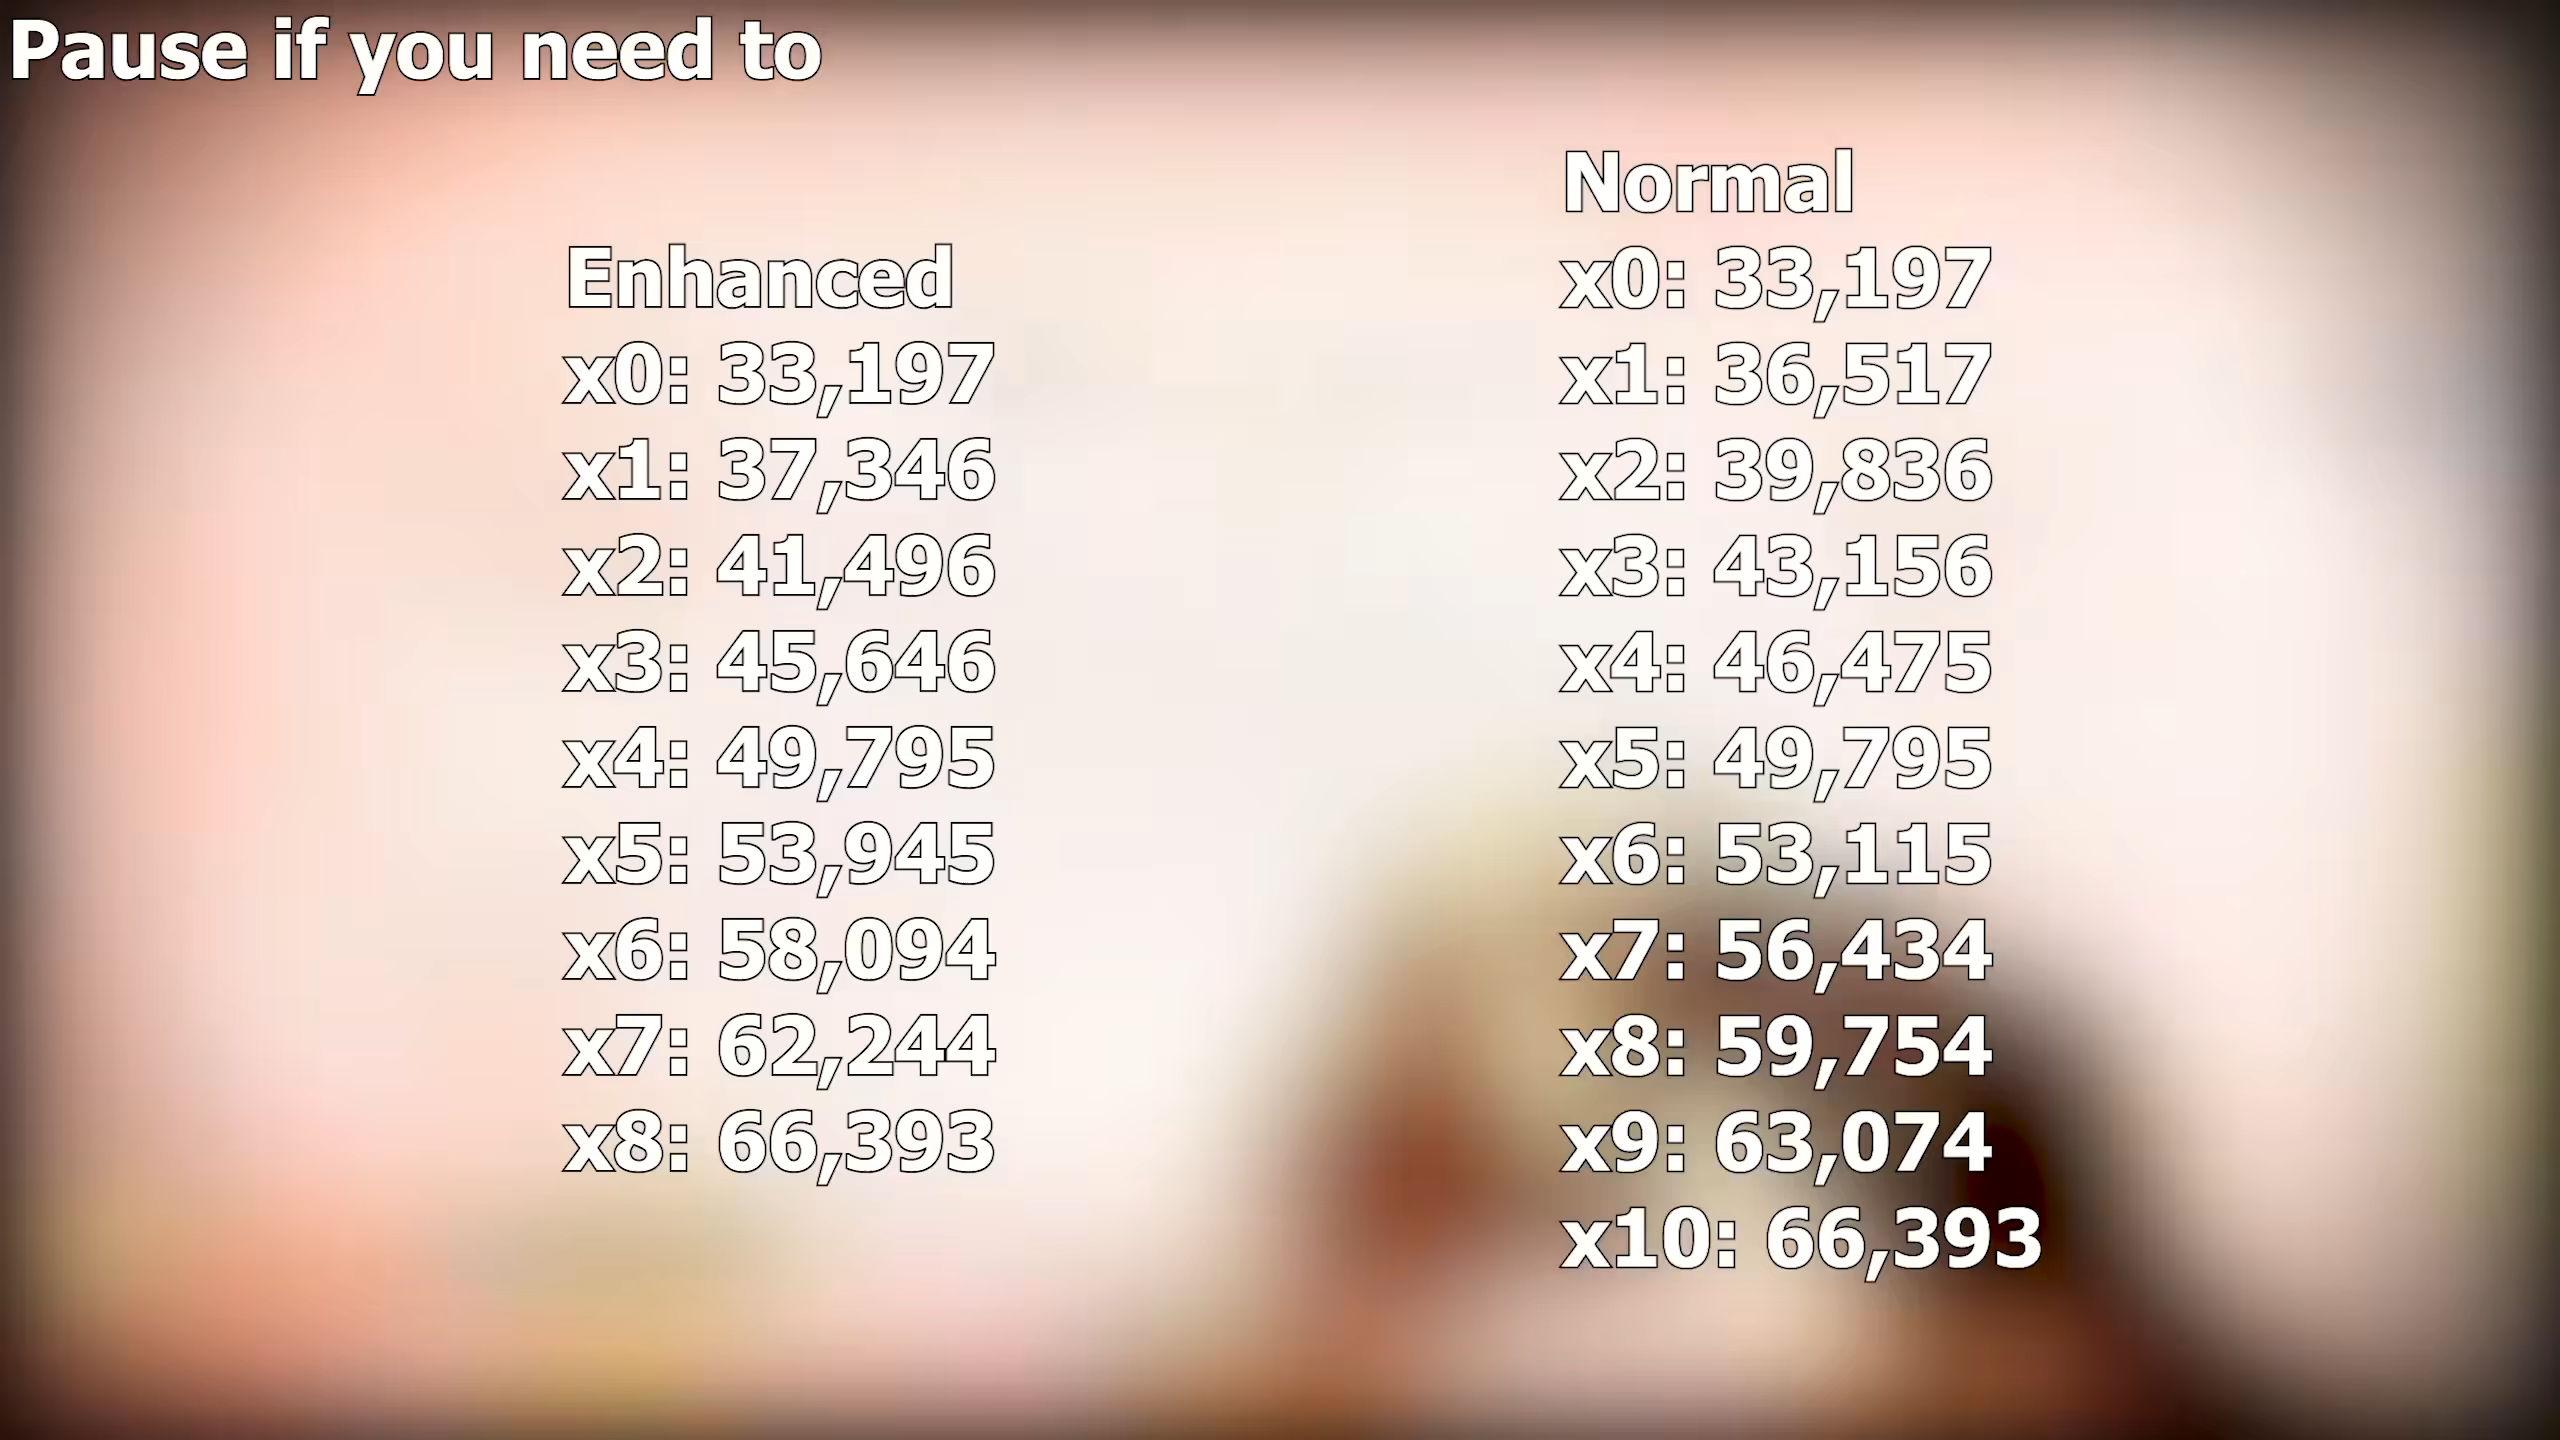 Pause if you need to
Enhanced
x0: 33,197
x1: 37,346
x2: 41,496
x3: 45,646
x4: 49,795
x5: 53,945
x6: 58,094
x7: 62,244
x8: 66,393
Normal
x0: 33,197
x1: 36,517
x2: 39,836
x3: 43,156
x4: 46,475
x5: 49,795
x6: 53,115
x7: 56,434
x8: 59,754
x9: 63,074
x10: 66,393